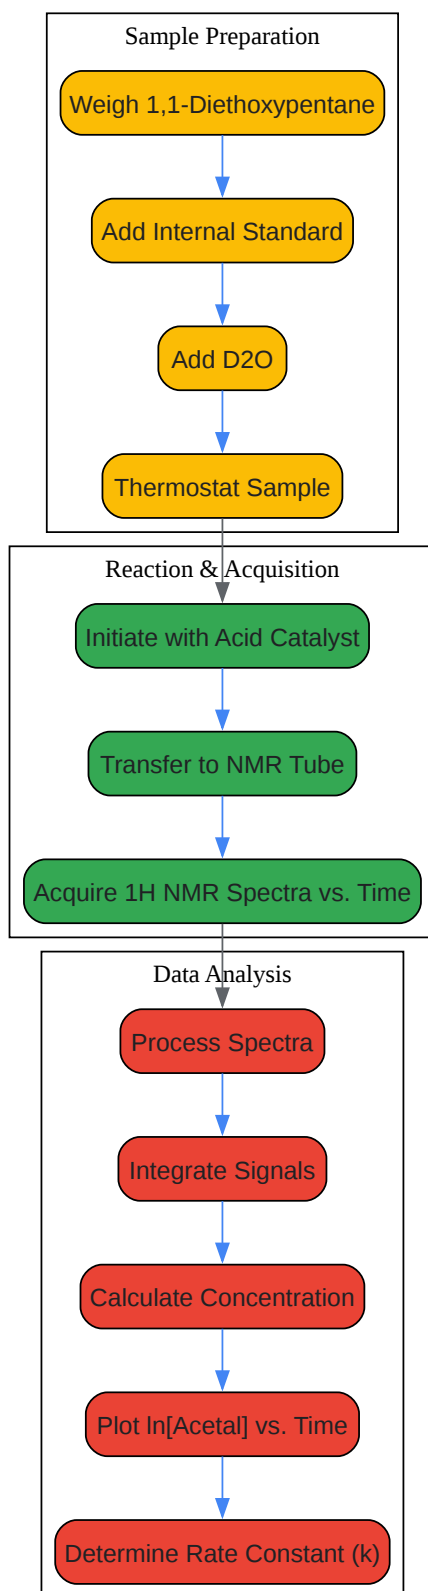 Sample Preparation
Weigh 1,1-Diethoxypentane
Add Internal Standard
Add D2O
Thermostat Sample
Reaction & Acquisition
Initiate with Acid Catalyst
Transfer to NMR Tube
Acquire 1H NMR Spectra vs. Time
Data Analysis
Process Spectra
Integrate Signals
Calculate Concentration
Plot ln[Acetal] vs. Time
Determine Rate Constant (k)